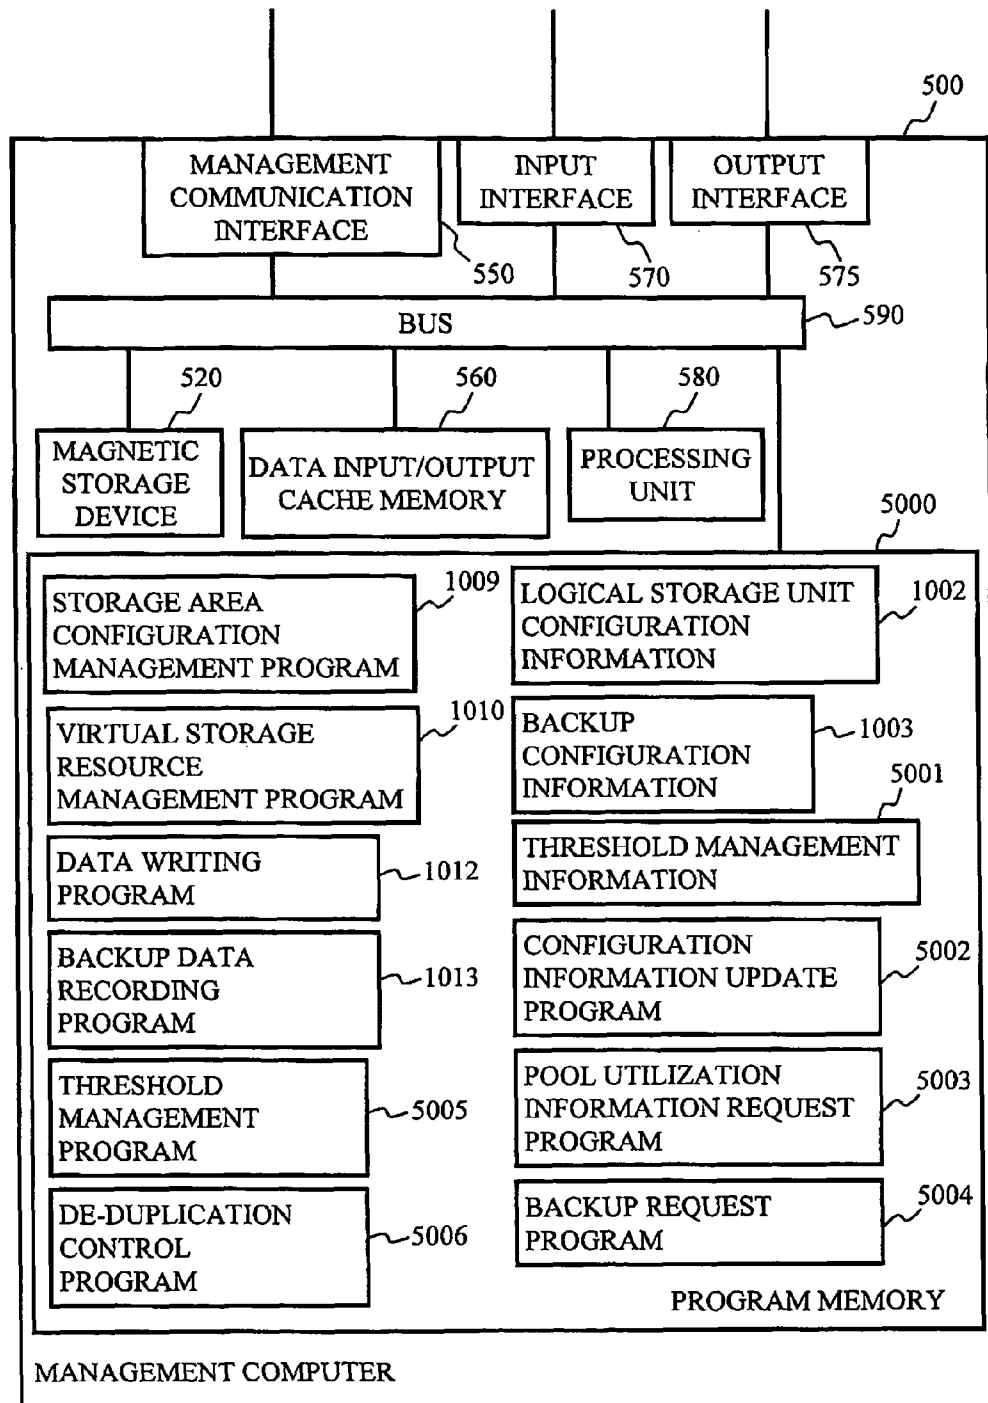 500
MANAGEMENT
COMMUNICATION
INTERFACE
550
INPUT
INTERFACE
570
OUTPUT
INTERFACE
575
BUS
590
520
MAGNETIC
STORAGE
DEVICE
560
DATA INPUT/OUTPUT
CACHE MEMORY
580
PROCESSING
UNIT
5000
STORAGE AREA
CONFIGURATION
MANAGEMENT PROGRAM
1009
LOGICAL STORAGE UNIT
CONFIGURATION
INFORMATION
1002
VIRTUAL STORAGE
RESOURCE
MANAGEMENT PROGRAM
1010
BACKUP
CONFIGURATION
INFORMATION
1003
DATA WRITING
PROGRAM
1012
THRESHOLD MANAGEMENT
INFORMATION
5001
BACKUP DATA
RECORDING
PROGRAM
1013
CONFIGURATION
INFORMATION UPDATE
PROGRAM
5002
THRESHOLD
MANAGEMENT
PROGRAM
5005
POOL UTILIZATION
INFORMATION REQUEST
PROGRAM
5003
DE-DUPLICATION
CONTROL
PROGRAM
5006
BACKUP REQUEST
PROGRAM
5004
PROGRAM MEMORY
MANAGEMENT COMPUTER